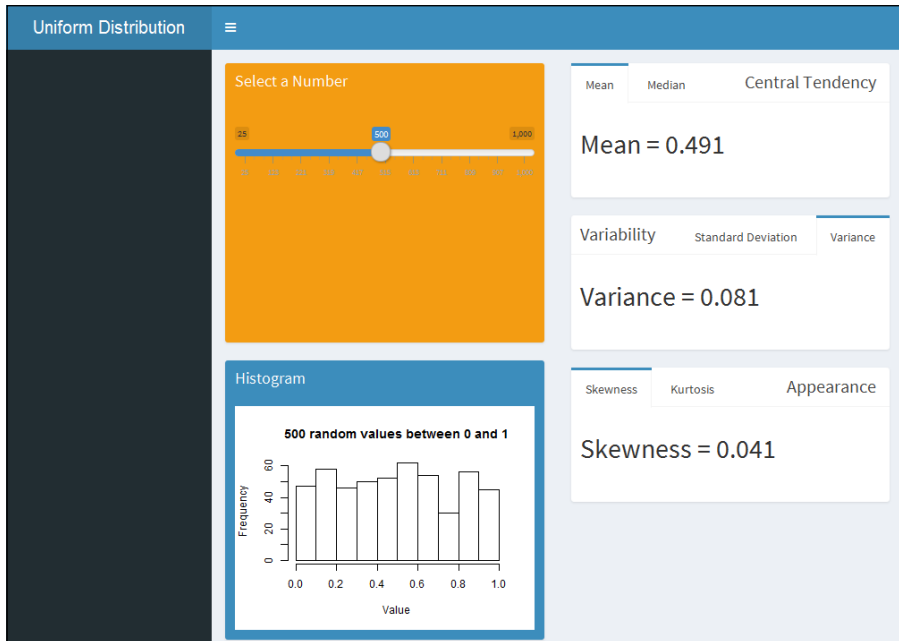 Uniform Distribution
Select a Number
25
500
1,000
Histogram
500 random values between 0 and 1
Frequency
60
40
20
0
0.0 0.2 0.4 0.6 0.8 1.0
Value
Mean Median Central Tendency
Mean = 0.491
Variability Standard Deviation Variance
Variance = 0.081
Skewness Kurtosis Appearance
Skewness = 0.041